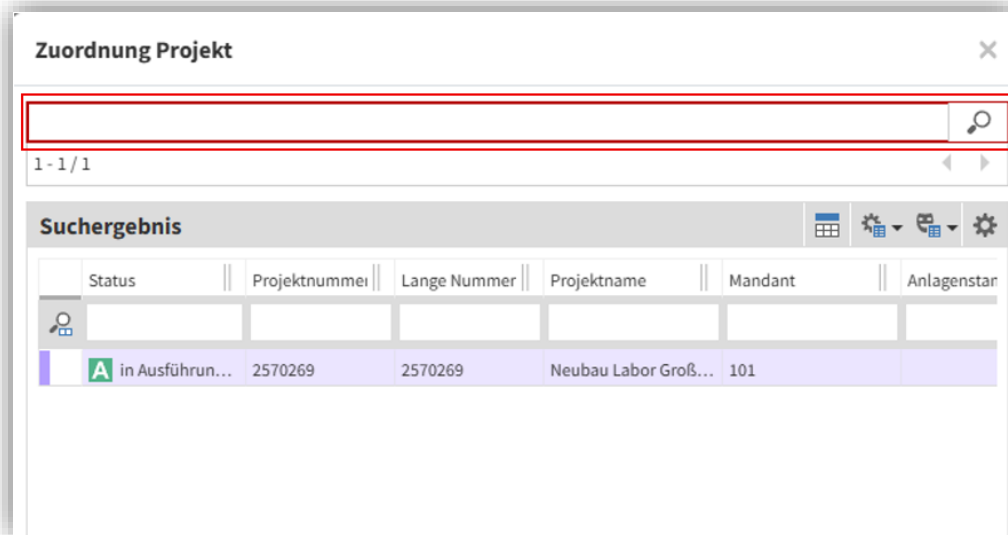 Zuordnung Projekt
1 - 1 / 1
Suchergebnis
Status Projektnummer Lange Nummer Projektname Mandant Anlagenstan
A in Ausführun... 2570269 2570269 Neubau Labor Groß... 101